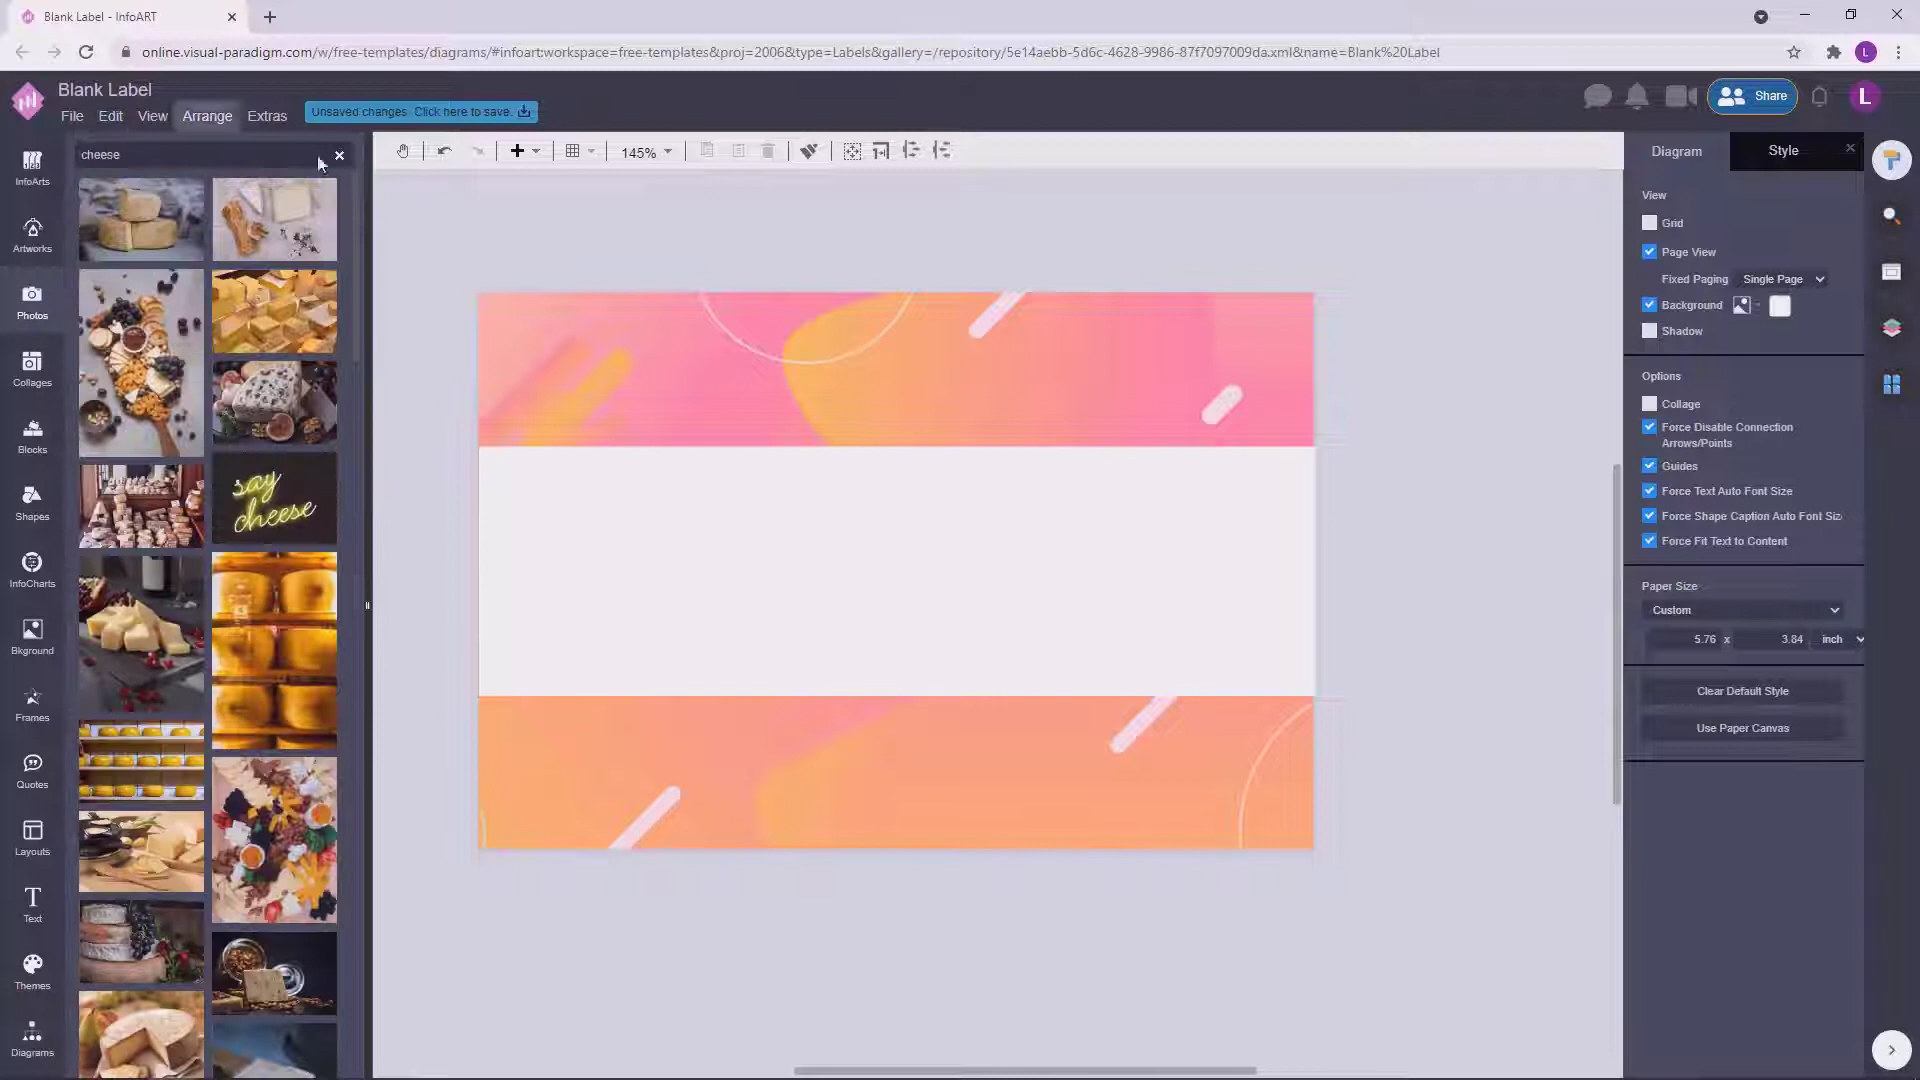 Blank Label - InfoART
online.visual-paradigm.com/w/free-templates/diagrams/#infoart:workspace=free-templates&proj=2006&type=Labels&gallery=/repository/5e14aebb-5d6c-4628-9986-87f7097009da.xml&name=Blank%20Label
L
Blank Label
File
Edit
View
Arrange
Extras
Unsaved changes. Click here to save.
Share
L
InfoArts
Artworks
Photos
Collages
Blocks
Shapes
InfoCharts
Bkground
Frames
Quotes
Layouts
Text
Themes
Diagrams
cheese
say
cheese
145%
Diagram
Style
View
Grid
Page View
Fixed Paging
Single Page
Background
Shadow
Options
Collage
Force Disable Connection
Arrows/Points
Guides
Force Text Auto Font Size
Force Shape Caption Auto Font Siz
Force Fit Text to Content
Paper Size
Custom
5.76 x 3.84 inch
Clear Default Style
Use Paper Canvas